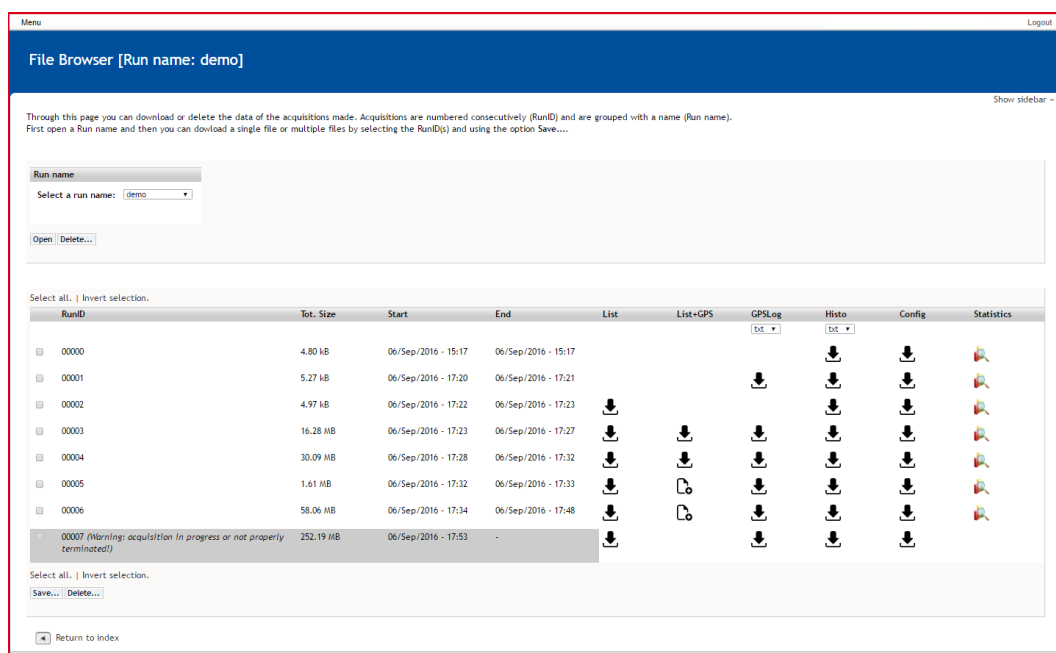 Menu Logout
File Browser [Run name: demo]
Show sidebar »
Through this page you can download or delete the data of the acquisitions made. Acquisitions are numbered consecutively (RunID) and are grouped with a name (Run name).
First open a Run name and then you can dowload a single file or multiple files by selecting the RunID(s) and using the option Save....
Run name
Select a run name: demo
Open Delete...
Select all. | Invert selection.
RunID Tot. Size Start End List List+GPS GPSLog Histo Config Statistics
txt txt
00000 4.80 kB 06/Sep/2016 - 15:17 06/Sep/2016 - 15:17
00001 5.27 kB 06/Sep/2016 - 17:20 06/Sep/2016 - 17:21
00002 4.97 kB 06/Sep/2016 - 17:22 06/Sep/2016 - 17:23
00003 16.28 MB 06/Sep/2016 - 17:23 06/Sep/2016 - 17:27
00004 30.09 MB 06/Sep/2016 - 17:28 06/Sep/2016 - 17:32
00005 1.61 MB 06/Sep/2016 - 17:32 06/Sep/2016 - 17:33
00006 58.06 MB 06/Sep/2016 - 17:34 06/Sep/2016 - 17:48
00007 (Warning: acquisition in progress or not properly 252.19 MB 06/Sep/2016 - 17:53 -
terminated!)
Select all. | Invert selection.
Save... Delete...
Return to index